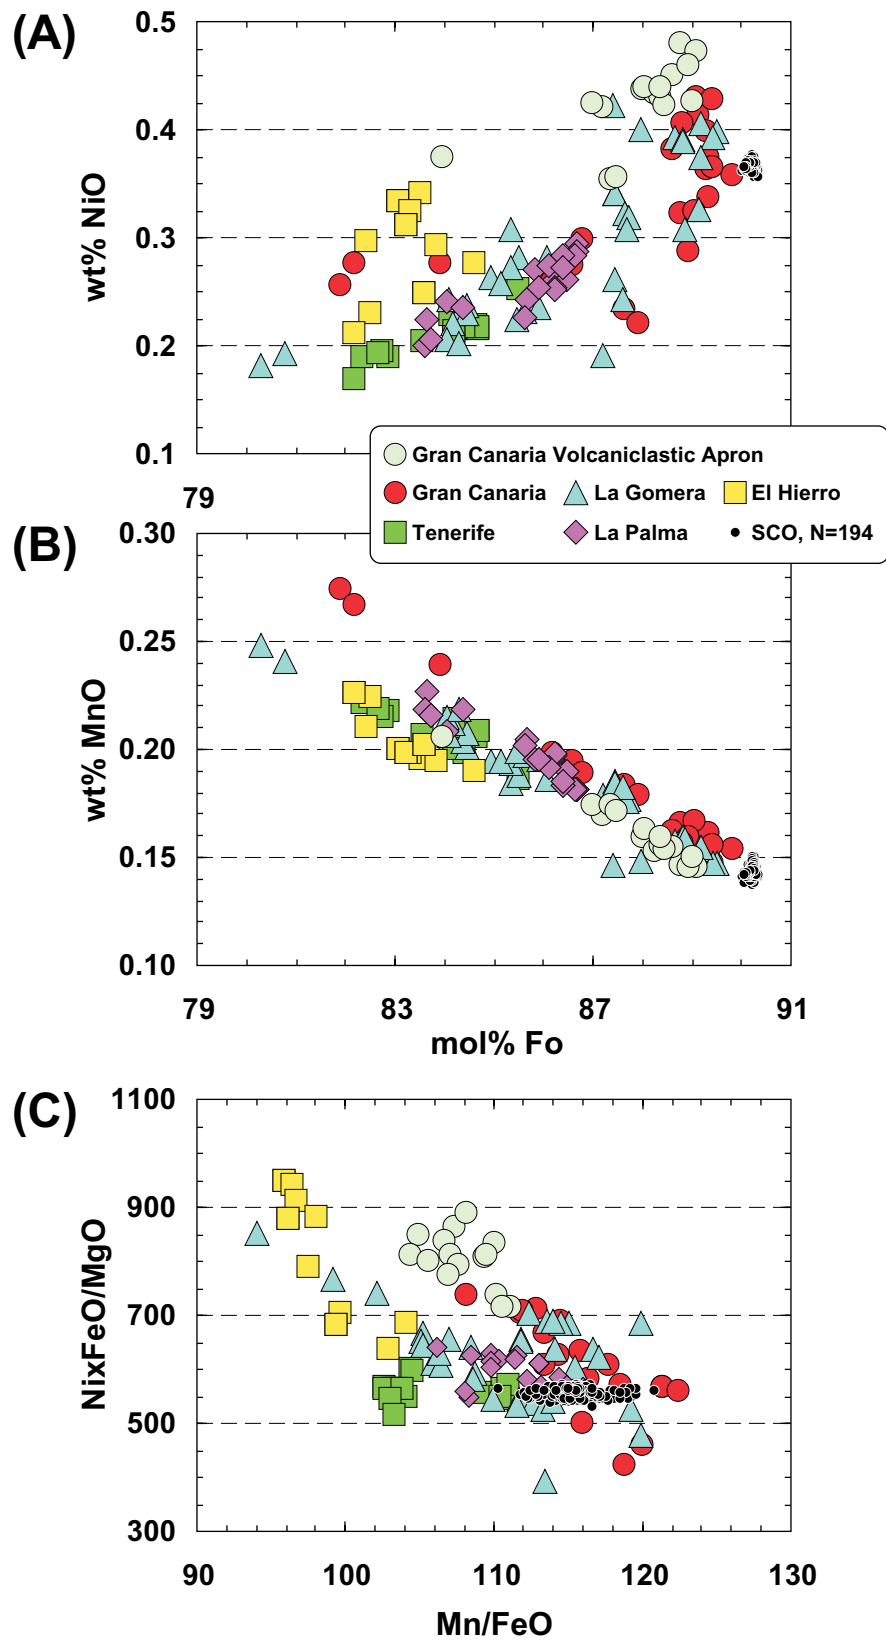 (A)
0.5
0.4
0.3
0.2
0.1
wt% NiO
79
Gran Canaria Volcaniclastic Apron
Gran Canaria La Gomera El Hierro
Tenerife La Palma SCO, N=194
(B)
0.30
0.25
0.20
0.15
0.10
wt% MnO
79 83 87 91
mol% Fo
(C)
1100
900
700
500
300
NixFeO/MgO
90 100 110 120 130
Mn/FeO